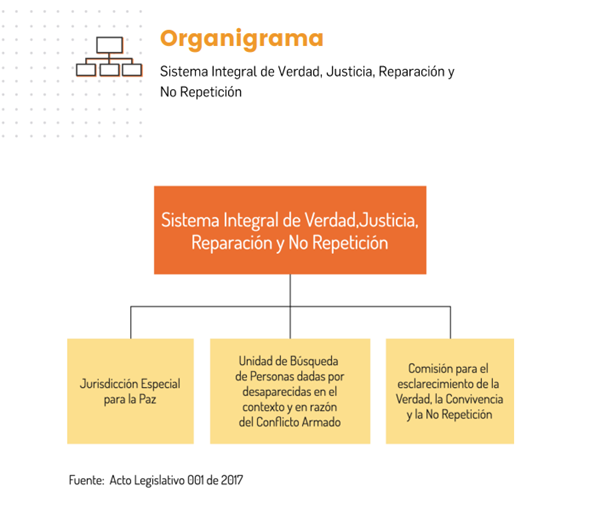 Organigrama
Sistema Integral de Verdad, Justicia, Reparación y
No Repetición
Sistema Integral de Verdad,Justicia,
Reparación y No Repetición
Jurisdicción Especial
para la Paz
Unidad de Búsqueda
de Personas dadas por
desaparecidas en el
contexto y en razón
del Conflicto Armado
Comisión para el
esclarecimiento de la
Verdad, la Convivencia
y la No Repetición
Fuente: Acto Legislativo 001 de 2017